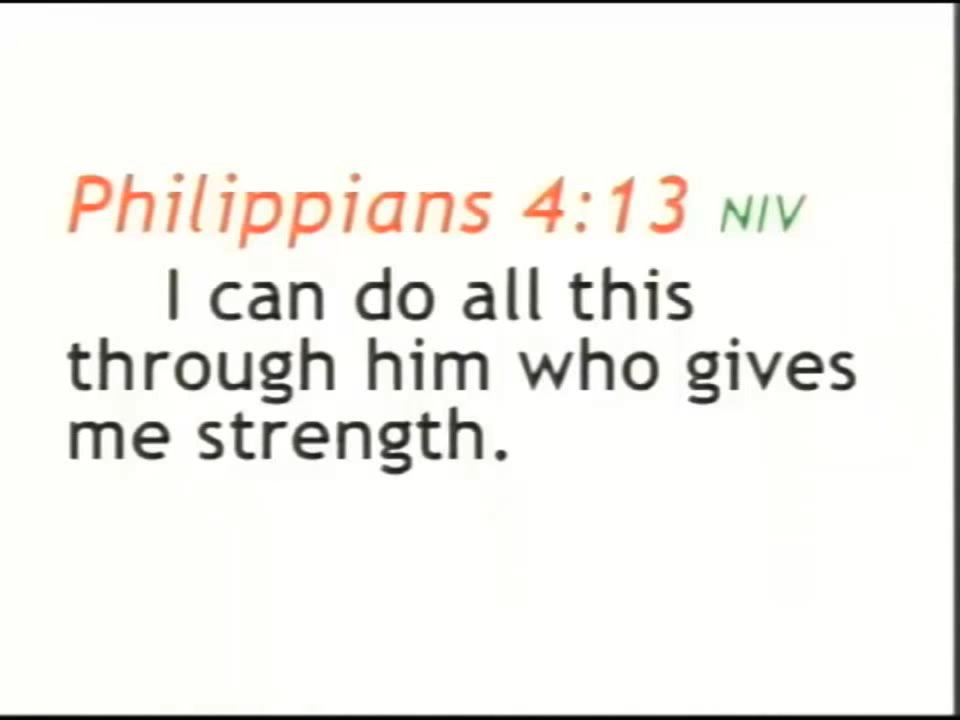 Philippians 4:13 NIV
I can do all this
through him who gives
me strength.